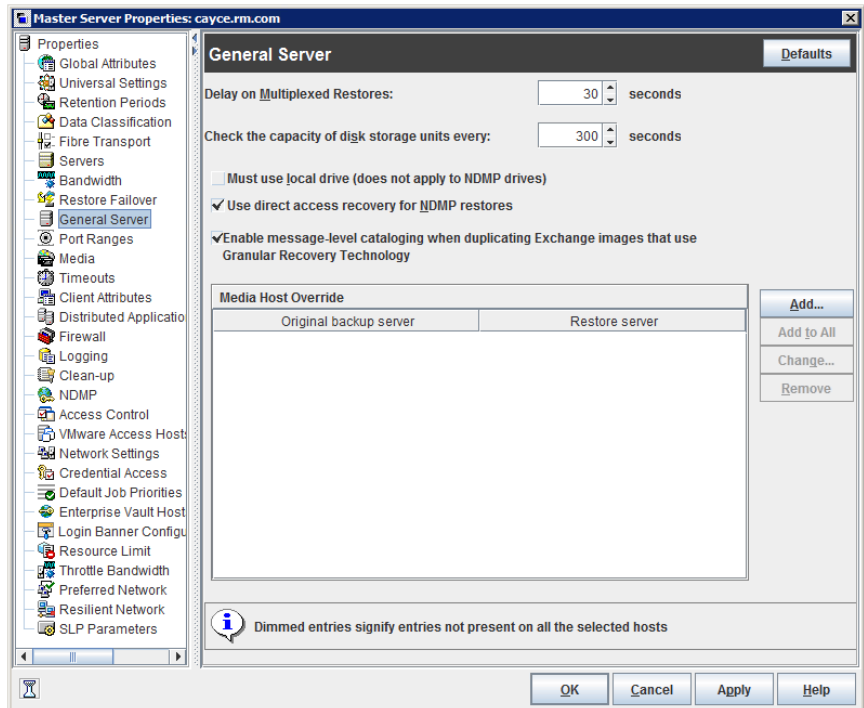 Master Server Properties: cayce.rm.com
Properties
Global Attributes
Universal Settings
Retention Periods
Data Classification
Fibre Transport
Servers
Bandwidth
Restore Failover
General Server
Port Ranges
Media
Timeouts
Client Attributes
Distributed Applicatio
Firewall
Logging
Clean-up
NDMP
Access Control
VMware Access Hosts
Network Settings
Credential Access
Default Job Priorities
Enterprise Vault Host
Login Banner Configu
Resource Limit
Throttle Bandwidth
Preferred Network
Resilient Network
SLP Parameters
General Server
Defaults
Delay on Multiplexed Restores: 30 seconds
Check the capacity of disk storage units every: 300 seconds
Must use local drive (does not apply to NDMP drives)
Use direct access recovery for NDMP restores
Enable message-level cataloging when duplicating Exchange images that use
Granular Recovery Technology
Media Host Override
Original backup server Restore server
Add...
Add to All
Change...
Remove
Dimmed entries signify entries not present on all the selected hosts
OK Cancel Apply Help